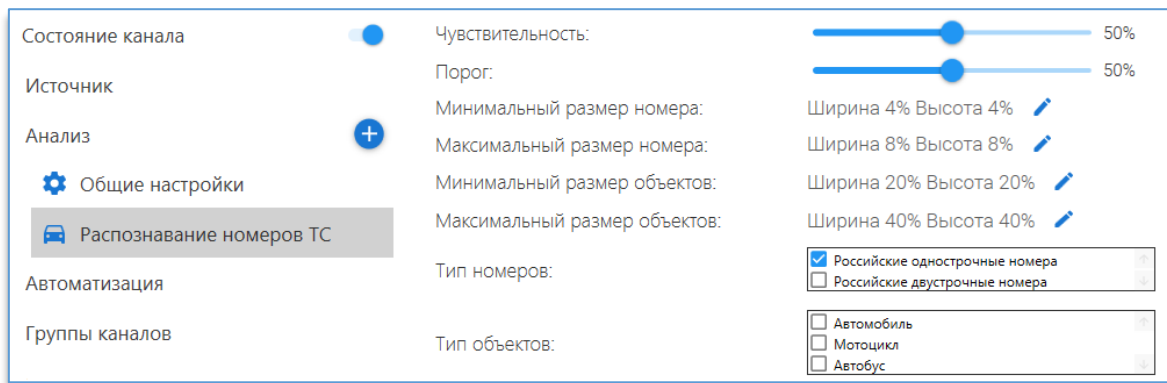 Состояние канала
Источник
Анализ
Общие настройки
Распознавание номеров ТС
Автоматизация
Группы каналов
Чувствительность: 50%
Порог: 50%
Минимальный размер номера: Ширина 4% Высота 4%
Максимальный размер номера: Ширина 8% Высота 8%
Минимальный размер объектов: Ширина 20% Высота 20%
Максимальный размер объектов: Ширина 40% Высота 40%
Тип номеров:
Российские однострочные номера
Российские двустрочные номера
Тип объектов:
Автомобиль
Мотоцикл
Автобус